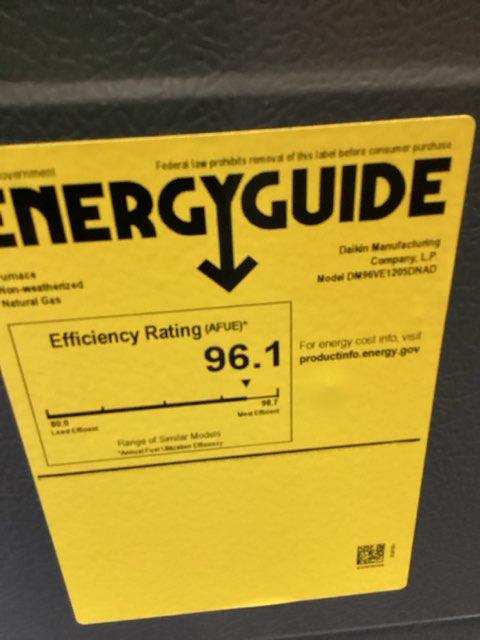 overnment
Federal law prohibits removal of this label before consumer purchase
ENERGYGUIDE
urnace
Non-weatherized
Natural Gas
Daikin Manufacturing
Company, L.P.
Model DM96VE1205DNAD
Efficiency Rating (AFUE)*
96.1
80.0
Least Efficient
98.7
Most Efficient
Range of Similar Models
*Annual Fuel Utilization Efficiency
For energy cost info, visit
productinfo.energy.gov